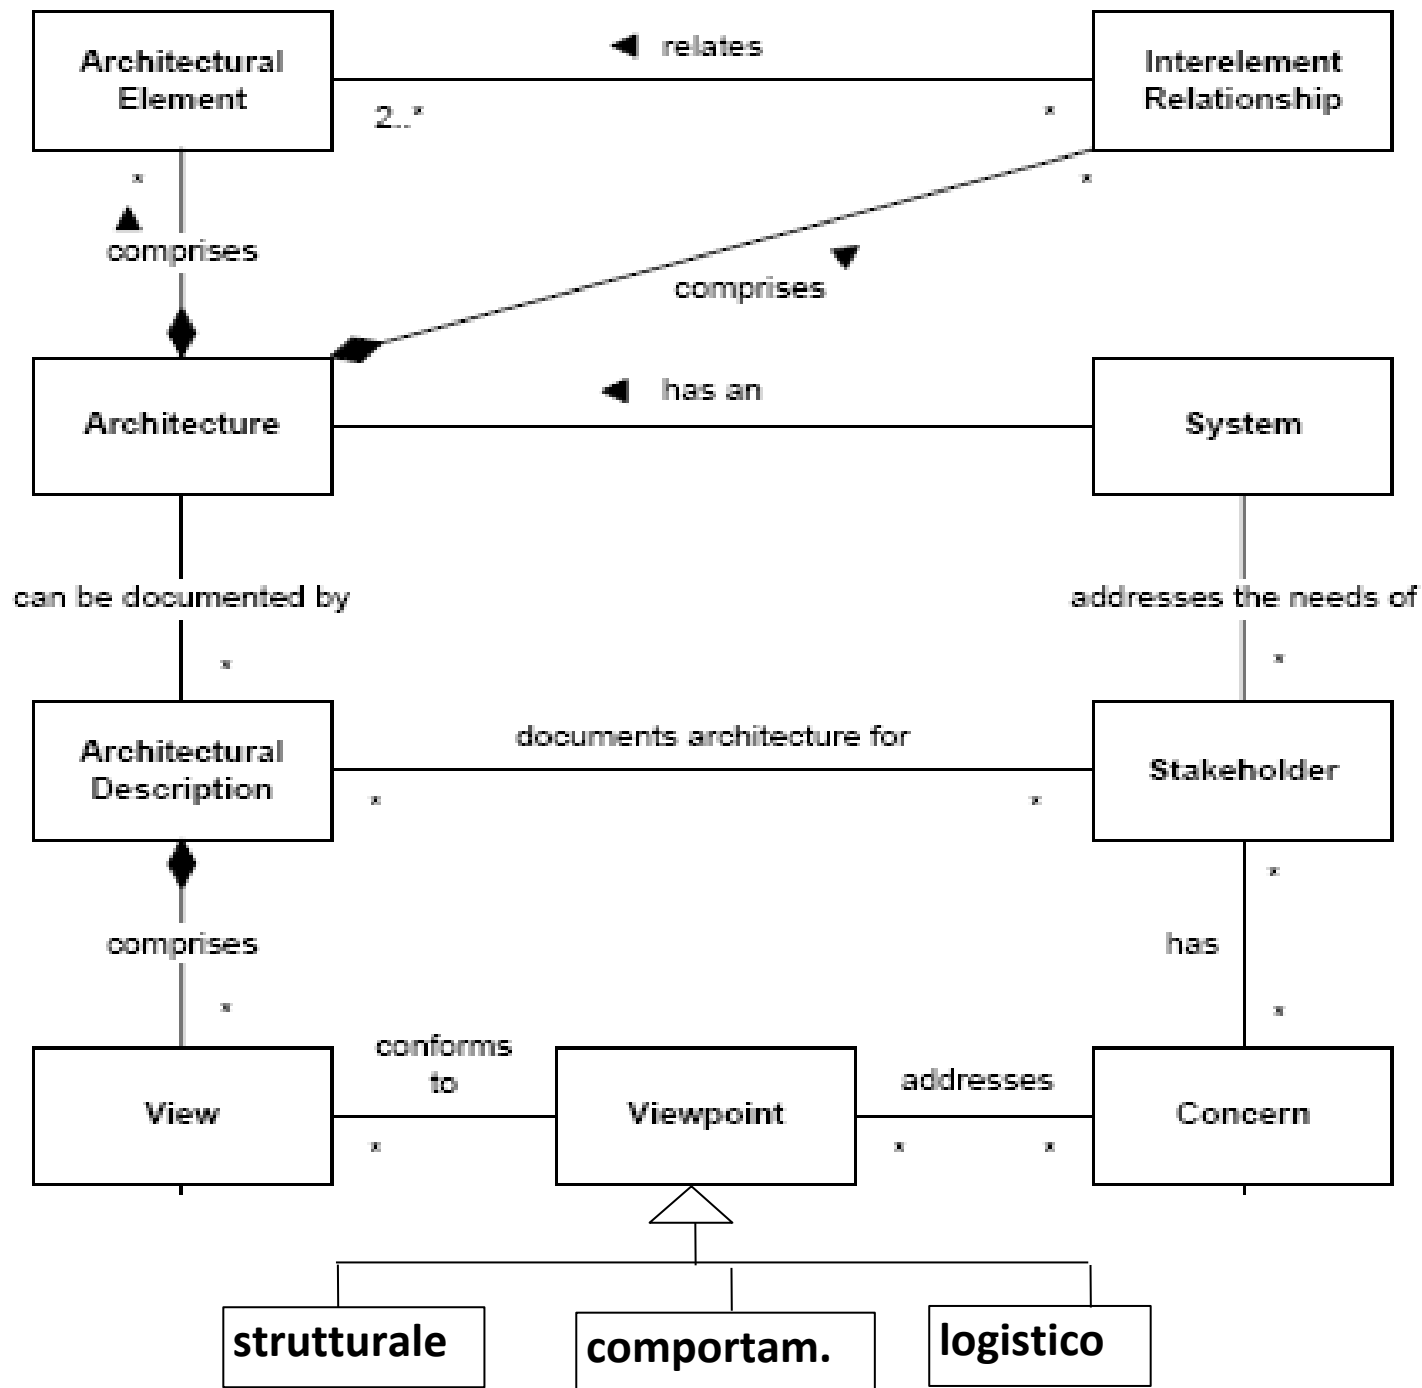 Architectural
Element
◄ relates
Interelement
Relationship
2..*
*
*
*
▲
comprises
comprises
Architecture
◄ has an
System
can be documented by
addresses the needs of
*
*
Architectural
Description
documents architecture for
Stakeholder
*
*
*
comprises
has
*
*
conforms
to
addresses
View
Viewpoint
Concern
*
*
*
strutturale
comportam.
logistico